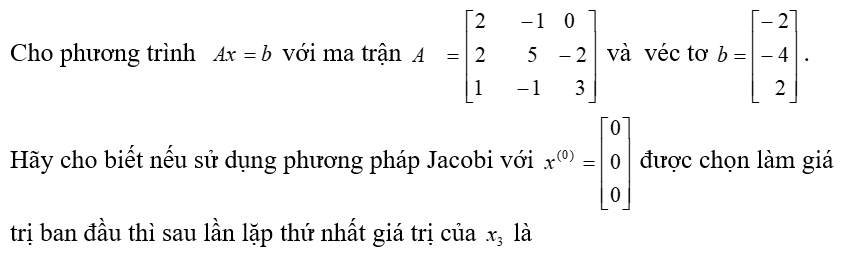 Cho phương trình Ax = b với ma trận A = [2 -1 0; 2 5 -2; 1 -1 3] và véc tơ b = [-2; -4; 2].
Hãy cho biết nếu sử dụng phương pháp Jacobi với x^(0) = [0; 0; 0] được chọn làm giá
trị ban đầu thì sau lần lặp thứ nhất giá trị của x₃ là